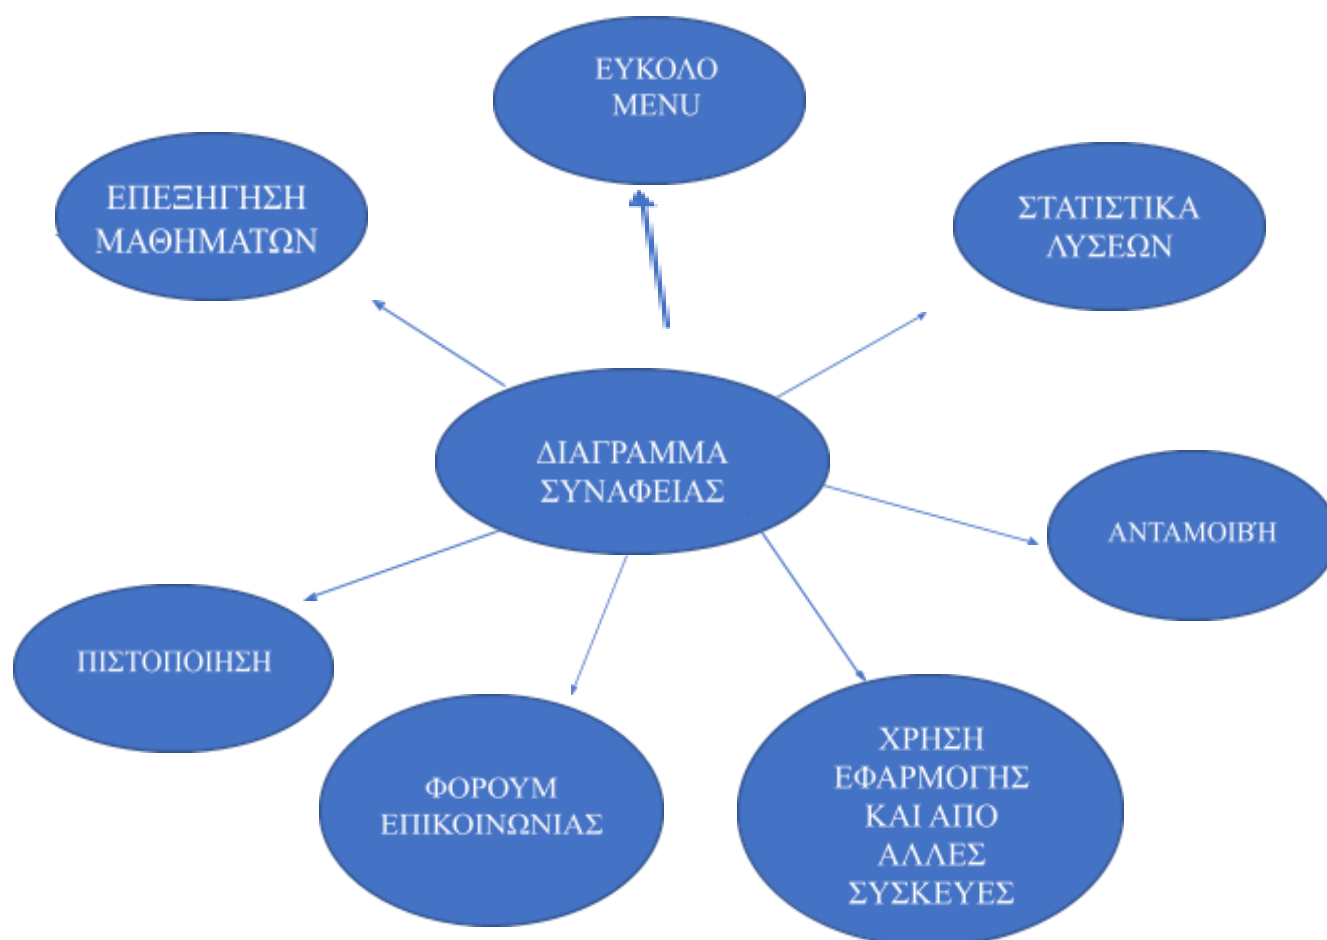 ΕΥΚΟΛΟ
MENU
ΕΠΕΞΗΓΗΣΗ
ΜΑΘΗΜΑΤΩΝ
ΣΤΑΤΙΣΤΙΚΑ
ΛΥΣΕΩΝ
ΔΙΑΓΡΑΜΜΑ
ΣΥΝΑΦΕΙΑΣ
ΑΝΤΑΜΟΙΒΉ
ΠΙΣΤΟΠΟΙΗΣΗ
ΦΟΡΟΥΜ
ΕΠΙΚΟΙΝΩΝΙΑΣ
ΧΡΗΣΗ
ΕΦΑΡΜΟΓΗΣ
ΚΑΙ ΑΠΟ
ΑΛΛΕΣ
ΣΥΣΚΕΥΕΣ